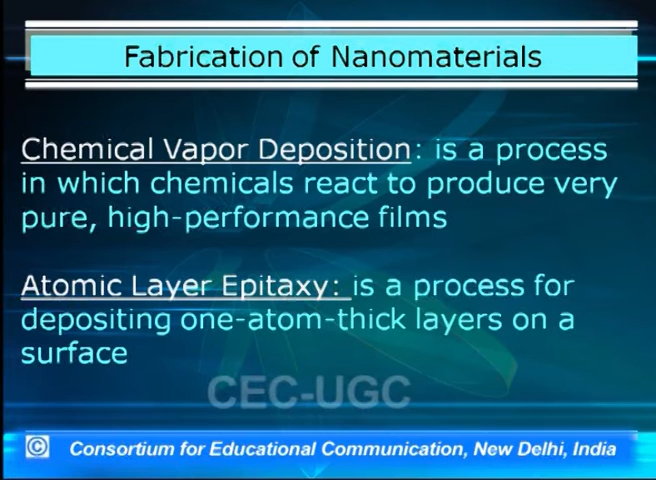 Fabrication of Nanomaterials
Chemical Vapor Deposition: is a process
in which chemicals react to produce very
pure, high-performance films
Atomic Layer Epitaxy: is a process for
depositing one-atom-thick layers on a
surface
CEC-UGC
© Consortium for Educational Communication, New Delhi, India